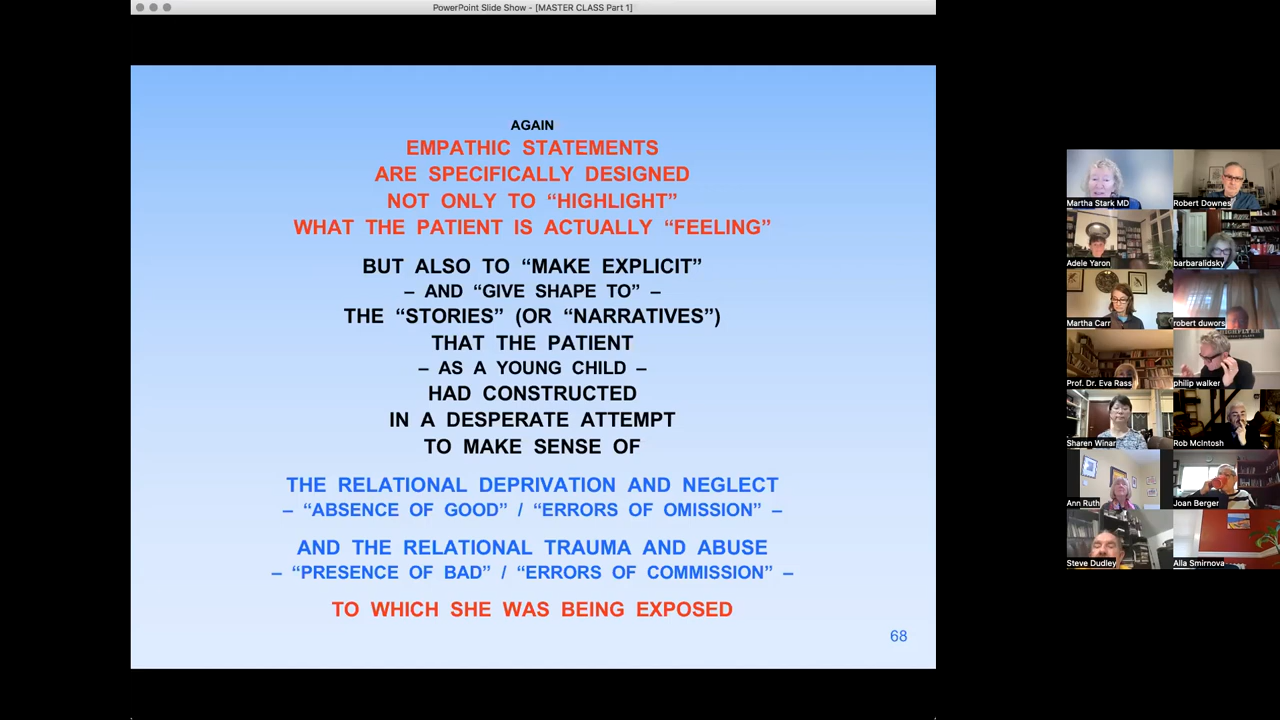 PowerPoint Slide Show - [MASTER CLASS Part 1]
AGAIN
EMPATHIC STATEMENTS
ARE SPECIFICALLY DESIGNED
NOT ONLY TO “HIGHLIGHT”
WHAT THE PATIENT IS ACTUALLY “FEELING”
BUT ALSO TO “MAKE EXPLICIT”
– AND “GIVE SHAPE TO” –
THE “STORIES” (OR “NARRATIVES”)
THAT THE PATIENT
– AS A YOUNG CHILD –
HAD CONSTRUCTED
IN A DESPERATE ATTEMPT
TO MAKE SENSE OF
THE RELATIONAL DEPRIVATION AND NEGLECT
– “ABSENCE OF GOOD” / “ERRORS OF OMISSION” –
AND THE RELATIONAL TRAUMA AND ABUSE
– “PRESENCE OF BAD” / “ERRORS OF COMMISSION” –
TO WHICH SHE WAS BEING EXPOSED
68
Martha Stark MD
Robert Downes
Adele Yaron
barbaralidsky
Martha Carr
robert duwors
Prof. Dr. Eva Rass
philip walker
Sharen Winar
Rob McIntosh
Ann Ruth
Joan Berger
Steve Dudley
Alla Smirnova